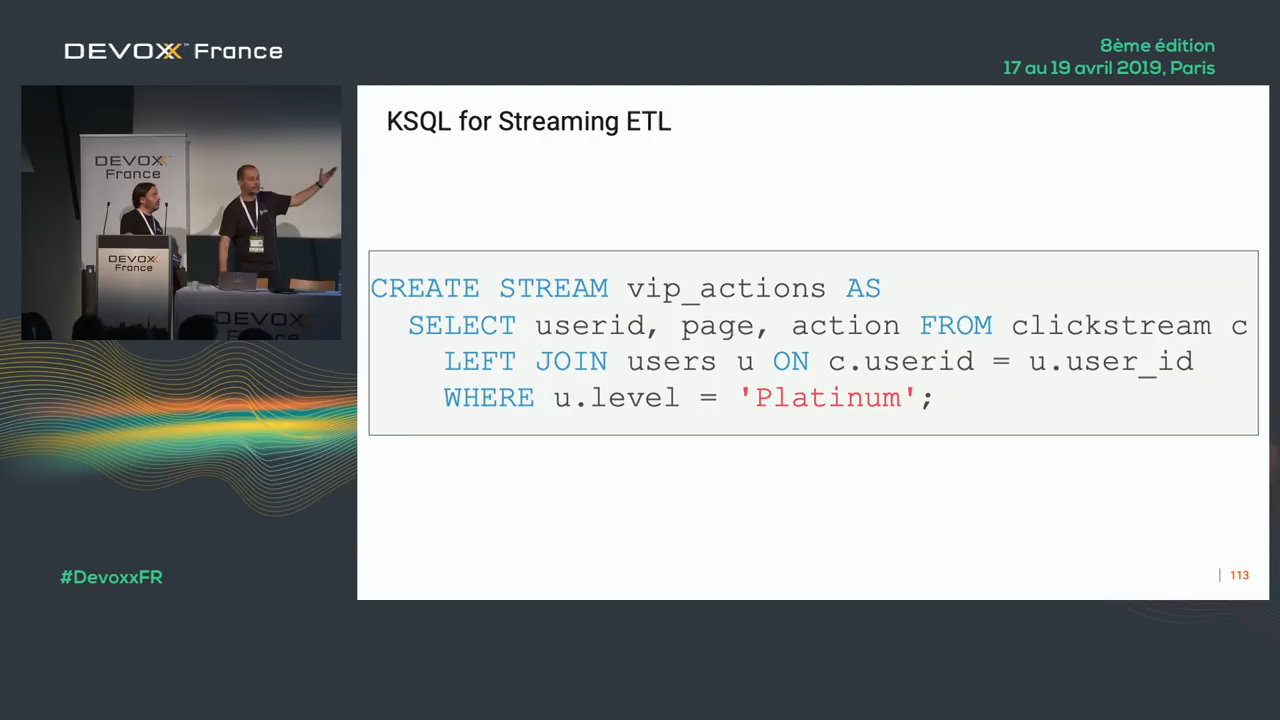 DEVOXX™ France
8ème édition
17 au 19 avril 2019, Paris
DEVOXX
France
DEVOXX
France
DEVOXX
KSQL for Streaming ETL
CREATE STREAM vip_actions AS
SELECT userid, page, action FROM clickstream c
LEFT JOIN users u ON c.userid = u.user_id
WHERE u.level = 'Platinum';
#DevoxxFR
113